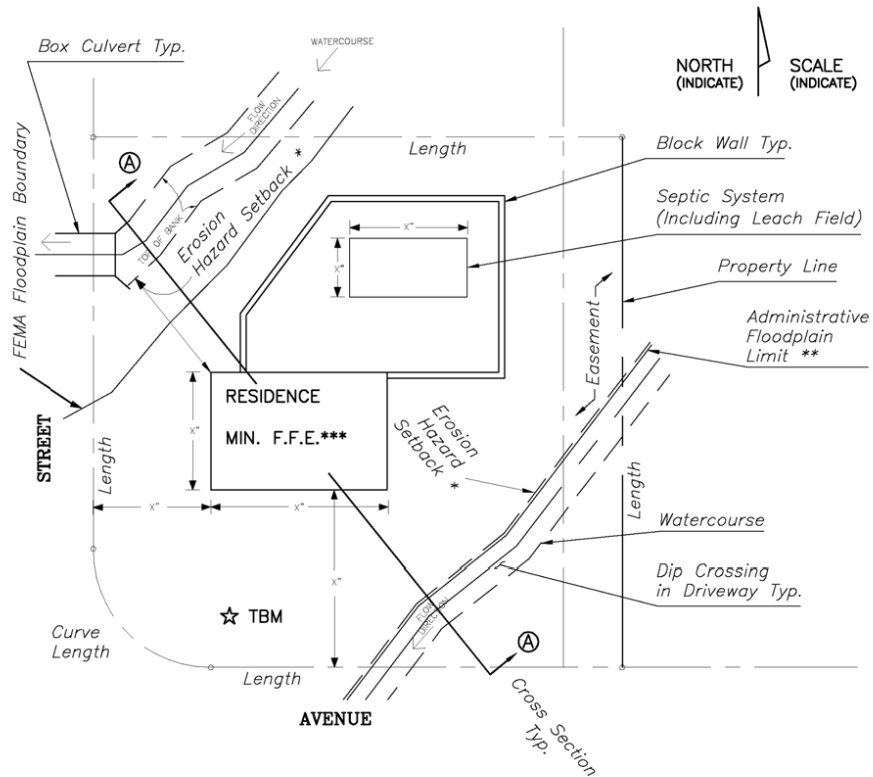 Box Culvert Typ.
WATERCOURSE
NORTH
(INDICATE)
SCALE
(INDICATE)
FLOW
DIRECTION
Length
Block Wall Typ.
A
Erosion
Hazard Setback *
TOP OF BANK
Septic System
(Including Leach Field)
X"
X"
FEMA Floodplain Boundary
Property Line
Easement
Administrative
Floodplain
Limit **
RESIDENCE
MIN. F.F.E.***
X"
Erosion
Hazard
Setback
*
STREET
Length
X"
X"
Length
Watercourse
X"
Dip Crossing
in Driveway Typ.
TBM
FLOW
DIRECTION
Curve
Length
A
Length
AVENUE
Cross Section
Typ.